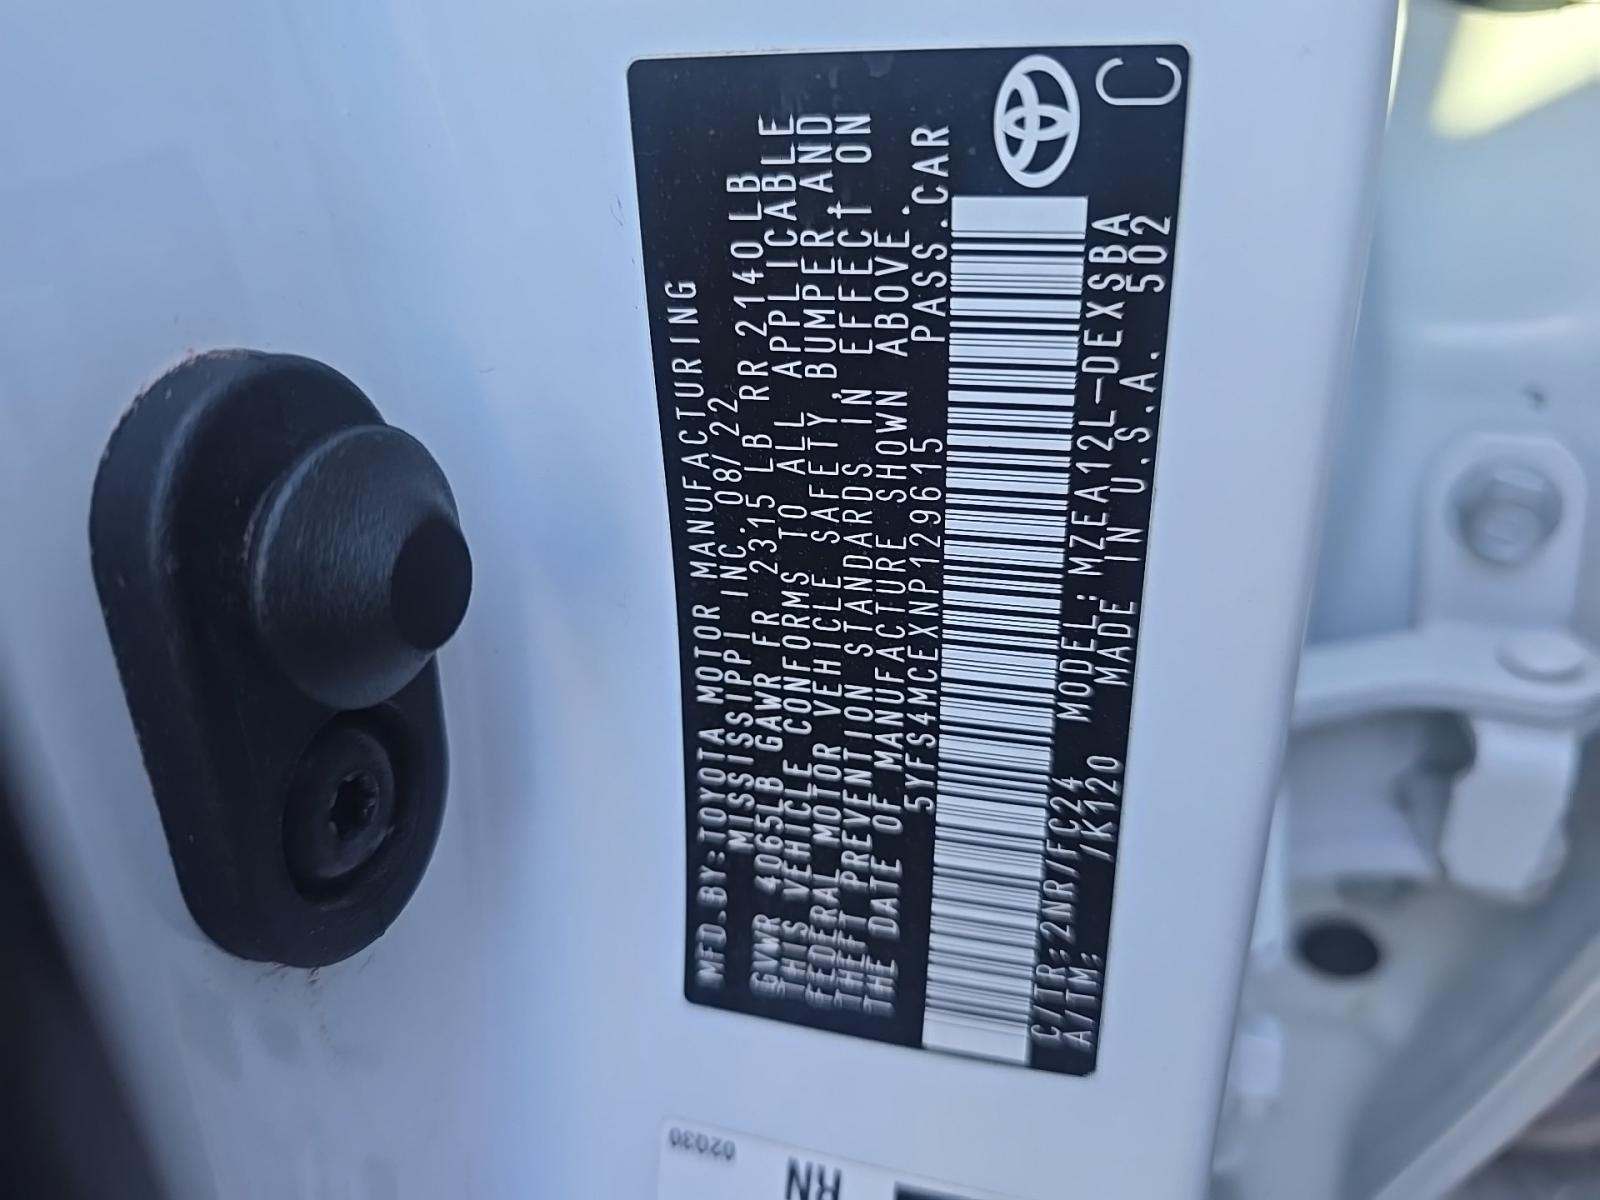 MFD.BY:TOYOTA MOTOR MANUFACTURING
MISSISSIPPI INC. 08/22
GVWR 4065LB GAWR FR 2315 LB RR 2140 LB
THIS VEHICLE CONFORMS TO ALL APPLICABLE
FEDERAL MOTOR VEHICLE SAFETY, BUMPER, AND
THEFT PREVENTION STANDARDS IN EFFECT ON
THE DATE OF MANUFACTURE SHOWN ABOVE.
5YFS4MCEXNP129615 PASS.CAR
C/TR: 2NR/FC24 MODEL: MZEA12L-DEXSBA
A/TM: /K120 MADE IN U.S.A. 502
C
02030
RN